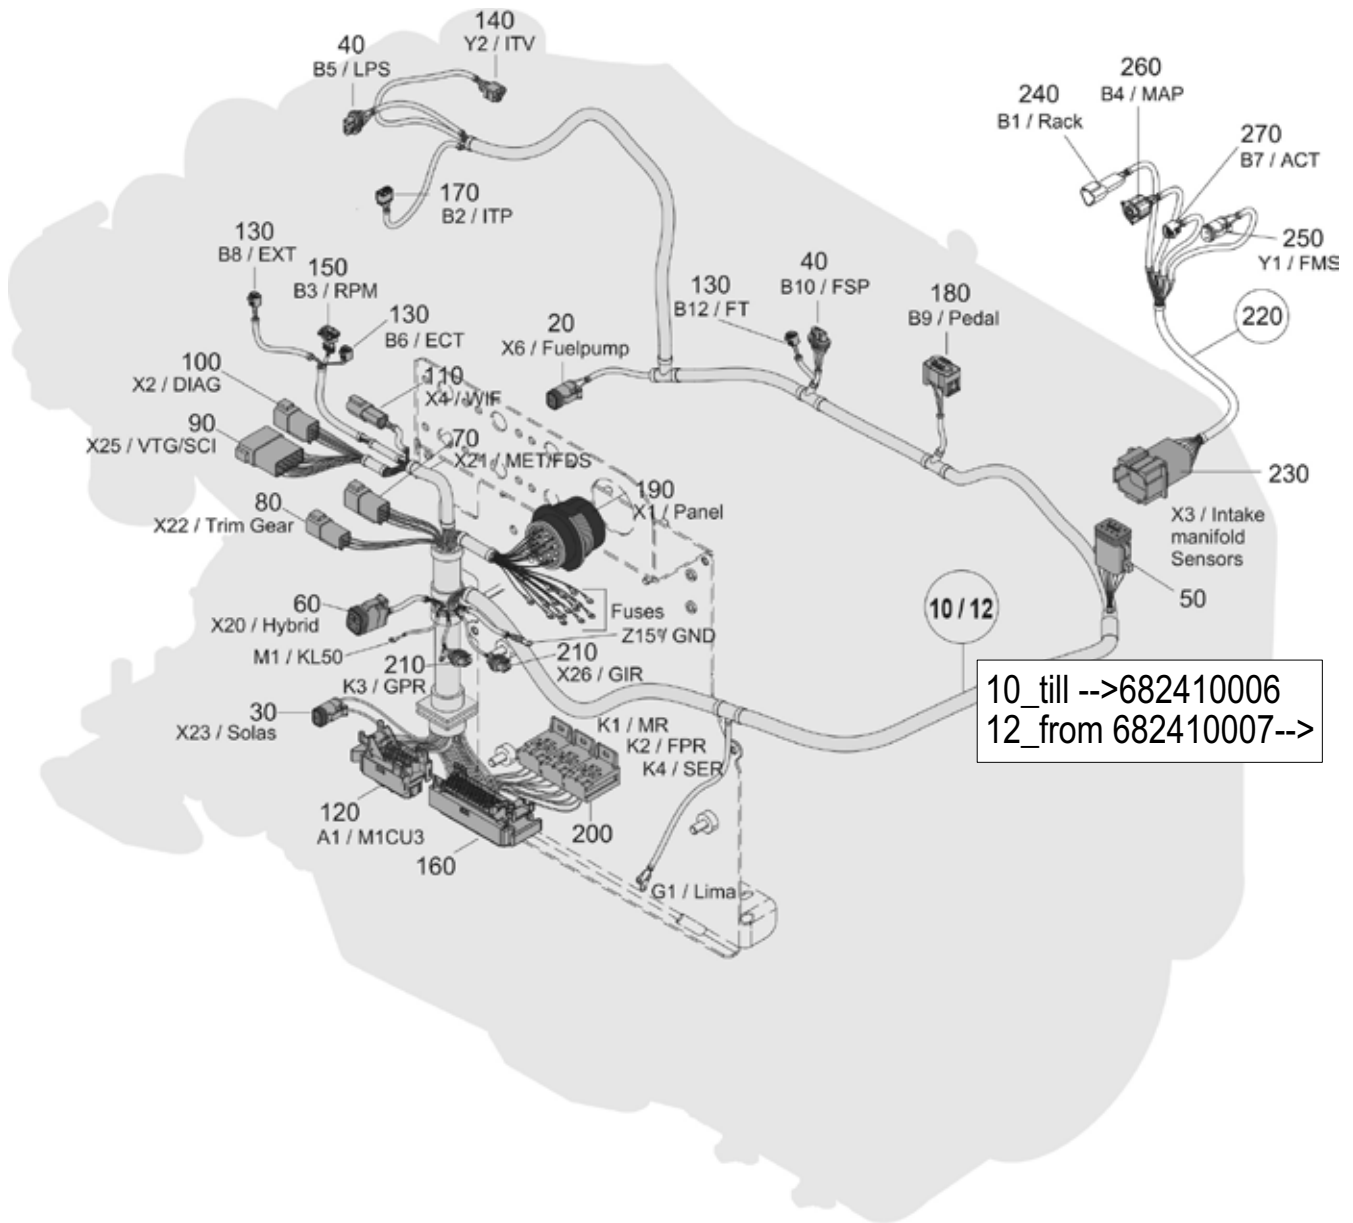 140
Y2 / ITV
40
B5 / LPS
260
B4 / MAP
240
B1 / Rack
270
B7 / ACT
170
B2 / ITP
250
Y1 / FMS
130
B8 / EXT
150
B3 / RPM
130
B6 / ECT
40
B10 / FSP
130
B12 / FT
180
B9 / Pedal
220
20
X6 / Fuelpump
100
X2 / DIAG
110
X4 / WIF
90
X25 / VTG/SCI
70
X21 / MET/FDS
230
190
X1 / Panel
80
X22 / Trim Gear
X3 / Intake
manifold
Sensors
50
60
X20 / Hybrid
Fuses
10 / 12
Z15 / GND
M1 / KL50
210
K3 / GPR
210
X26 / GIR
10_till -->682410006
12_from 682410007-->
30
X23 / Solas
K1 / MR
K2 / FPR
K4 / SER
120
A1 / M1CU3
200
160
G1 / Lima